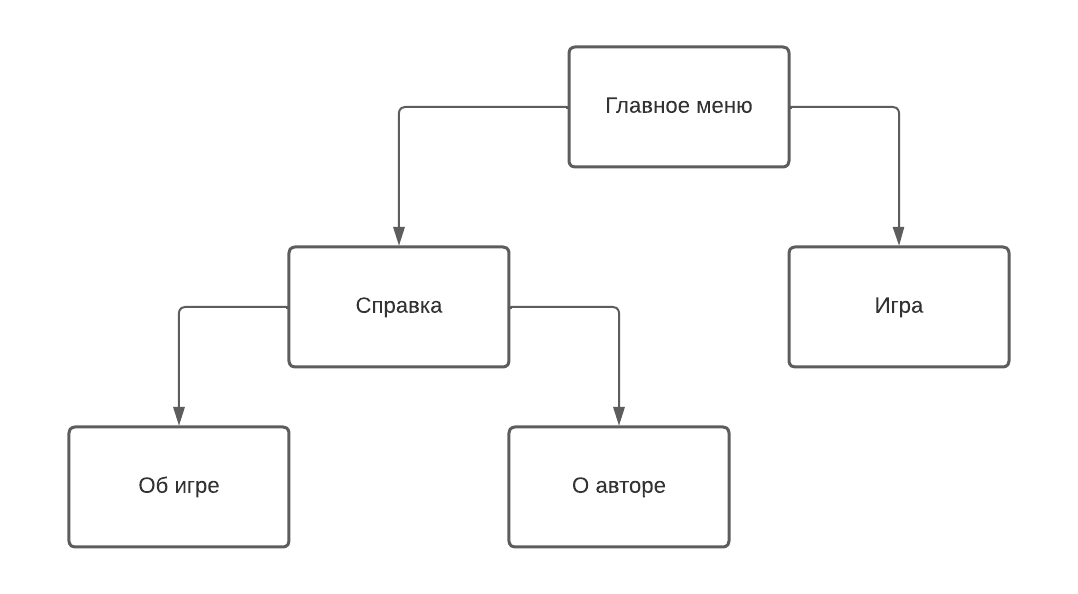 Главное меню
Справка
Игра
Об игре
О авторе